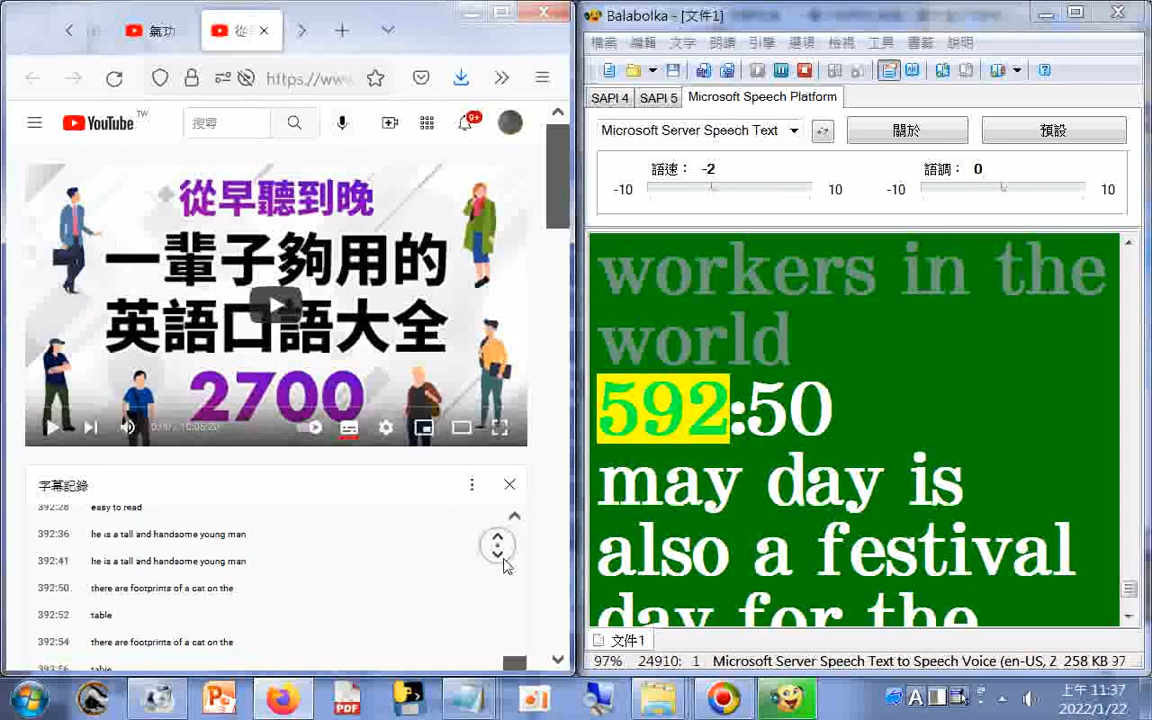 氣功
從
https://www
YouTube TW
搜尋
9+
從早聽到晚
一輩子夠用的
英語口語大全
2700
字幕記錄
392:28 easy to read
392:36 he is a tall and handsome young man
392:41 he is a tall and handsome young man
392:50 there are footprints of a cat on the
392:52 table
392:54 there are footprints of a cat on the
392:56 table
Balabolka - [文件1]
檔案 編輯 文字 朗讀 引擎 選項 檢視 工具 書籤 說明
SAPI 4 SAPI 5 Microsoft Speech Platform
Microsoft Server Speech Text 關於 預設
語速： -2 語調： 0
-10 10 -10 10
workers in the
world
592:50
may day is
also a festival
day for the
文件1
97% 24910: 1 Microsoft Server Speech Text to Speech Voice (en-US, Z 258 KB 97
PDF
A
上午 11:37
2022/1/22